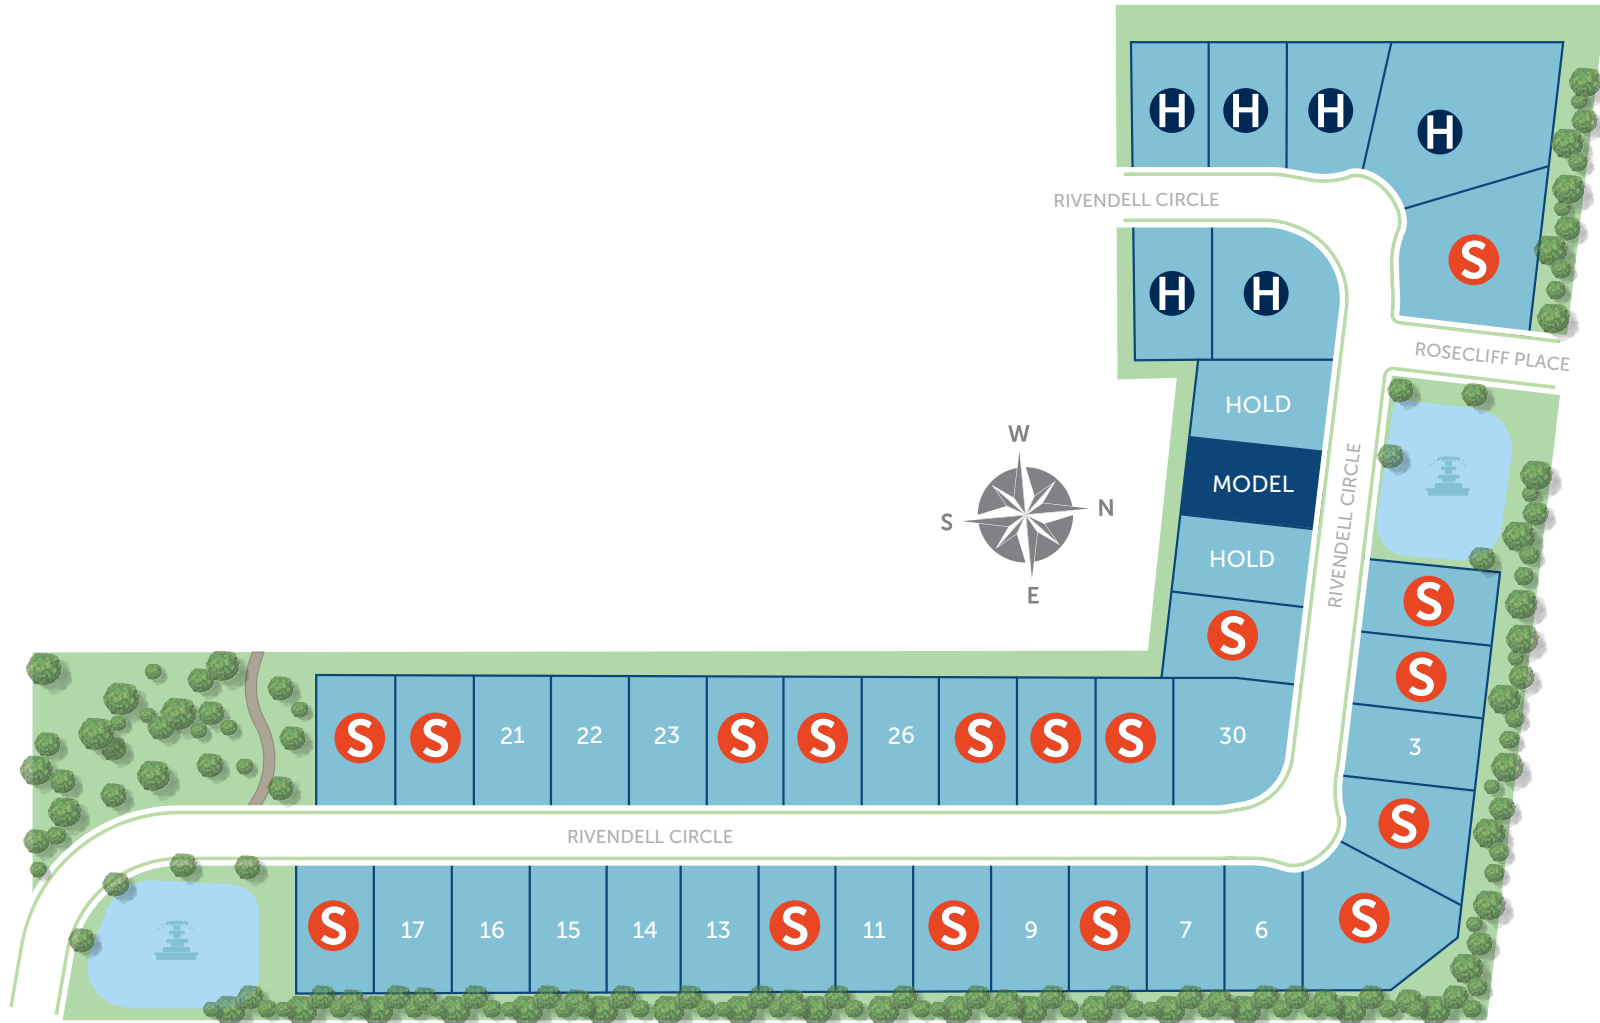 H H H H
RIVENDELL CIRCLE
S
H H
ROSECLIFF PLACE
HOLD
W
MODEL
RIVENDELL CIRCLE
S N
HOLD
E
S
S
S
S S 21 22 23 S S 26 S S S 30
3
S
RIVENDELL CIRCLE
S 17 16 15 14 13 S 11 S 9 S 7 6 S